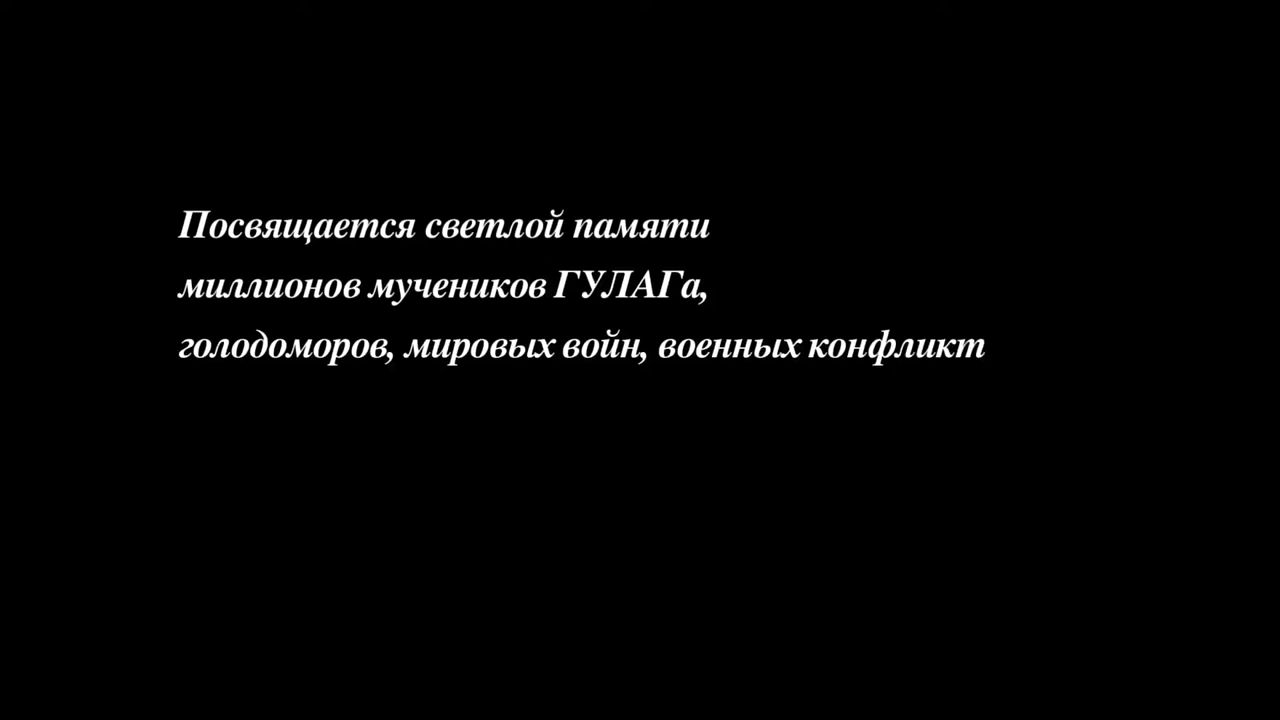 Посвящается светлой памяти
миллионов мучеников ГУЛАГа,
голодоморов, мировых войн, военных конфликт